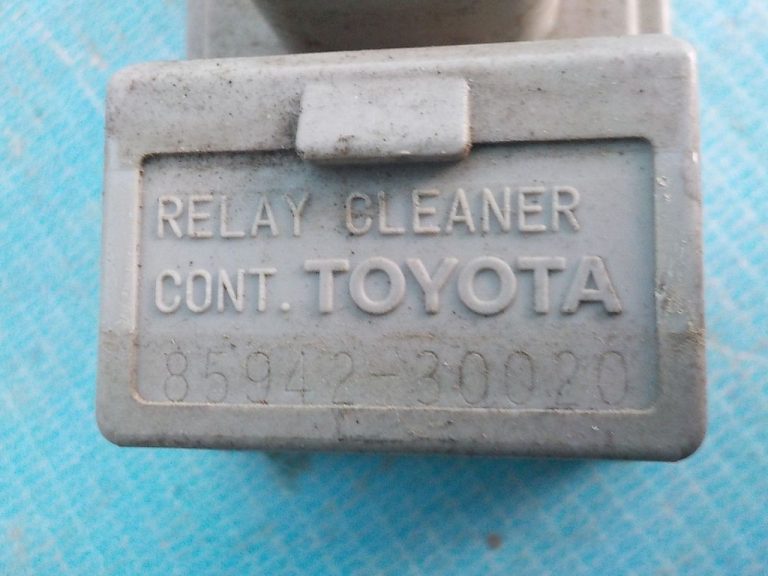 RELAY CLEANER
CONT. TOYOTA
85942-30020